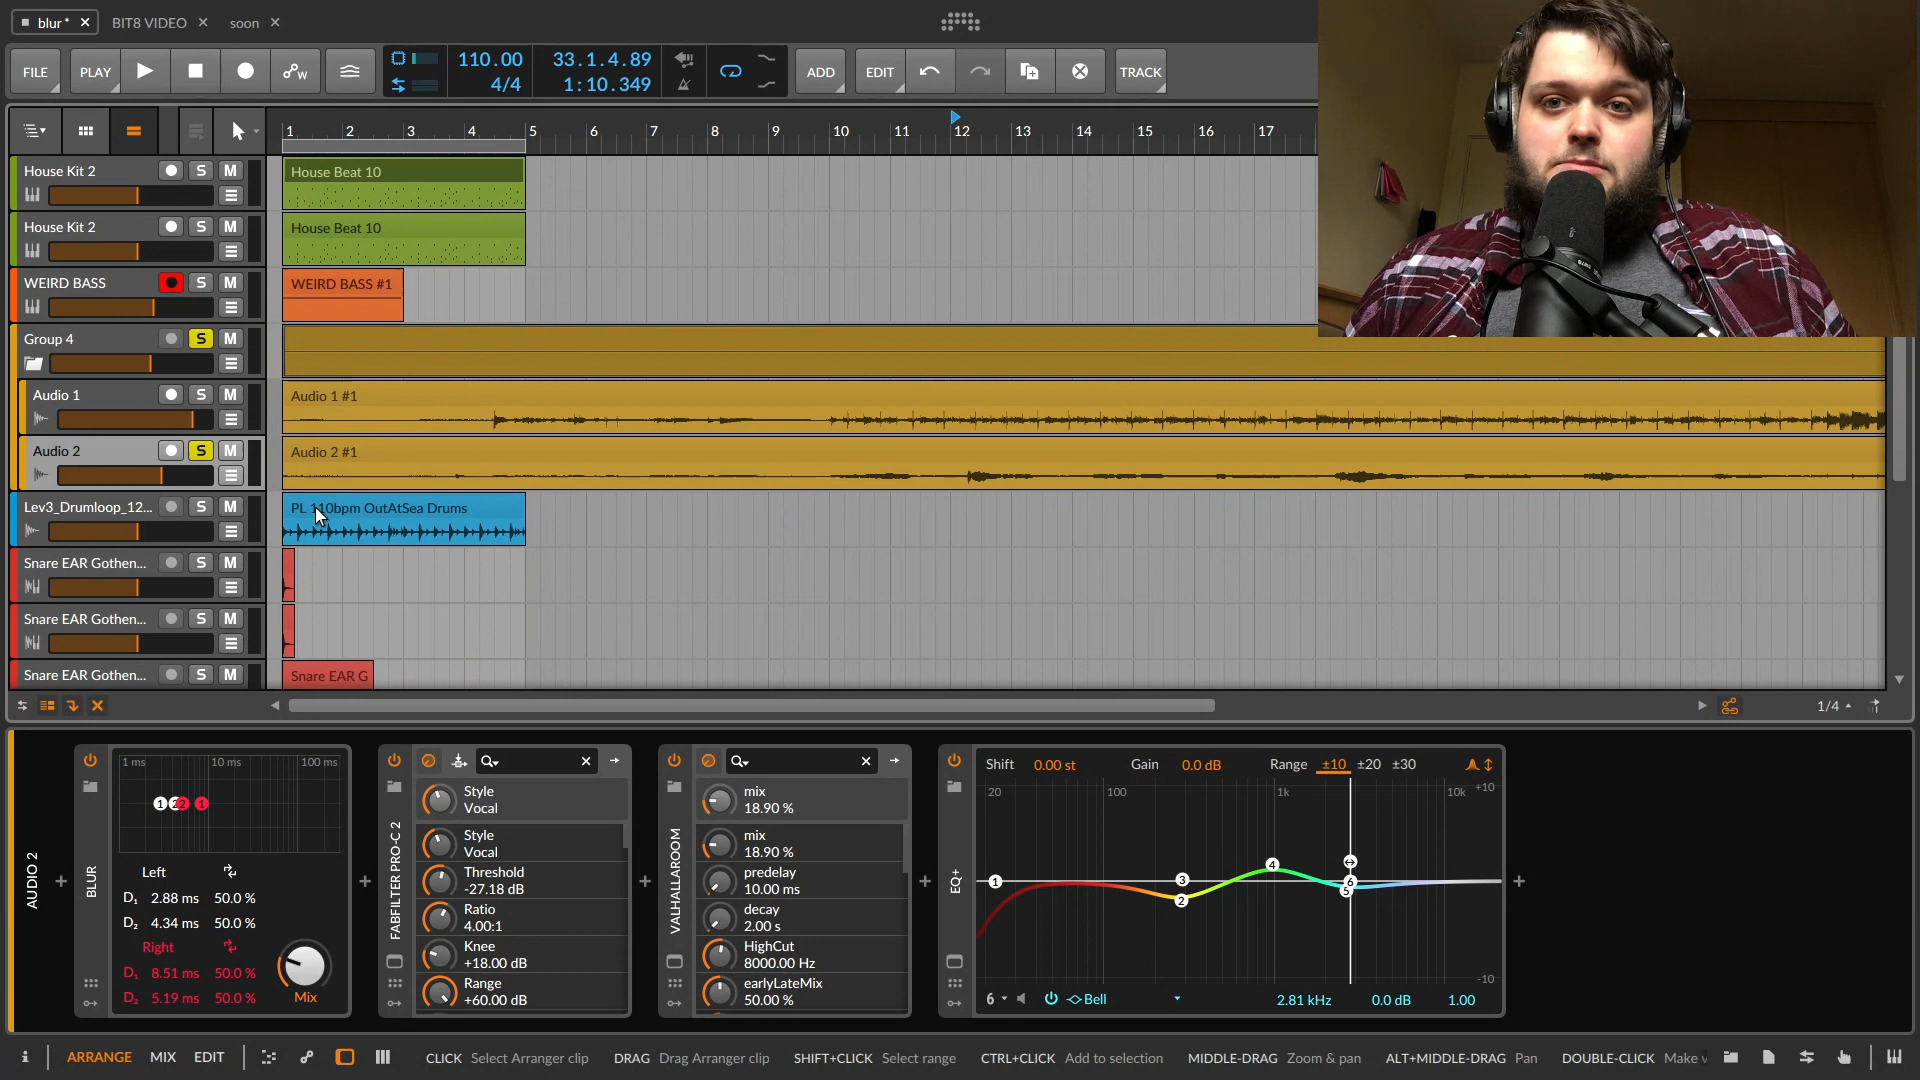 blur*
BIT8 VIDEO
soon
FILE
PLAY
110.00
4/4
33.1.4.89
1:10.349
ADD
EDIT
TRACK
1 2 3 4 5 6 7 8 9 10 11 12 13 14 15 16 17
House Kit 2 S M
House Beat 10
House Kit 2 S M
House Beat 10
WEIRD BASS S M
WEIRD BASS #1
Group 4 S M
Audio 1 S M
Audio 1 #1
Audio 2 S M
Audio 2 #1
Lev3_Drumloop_12... S M
PL 110bpm OutAtSea Drums
Snare EAR Gothen... S M
Snare EAR Gothen... S M
Snare EAR Gothen... S M
Snare EAR G
1/4
AUDIO 2
BLUR
1 ms 10 ms 100 ms
1 2 2 1
Left
D₁ 2.88 ms 50.0 %
D₂ 4.34 ms 50.0 %
Right
D₁ 8.51 ms 50.0 %
D₂ 5.19 ms 50.0 %
Mix
FABFILTER PRO-C 2
Style
Vocal
Style
Vocal
Threshold
-27.18 dB
Ratio
4.00:1
Knee
+18.00 dB
Range
+60.00 dB
VALHALLAROOM
mix
18.90 %
mix
18.90 %
predelay
10.00 ms
decay
2.00 s
HighCut
8000.00 Hz
earlyLateMix
50.00 %
EQ+
Shift 0.00 st Gain 0.0 dB Range ±10 ±20 ±30
20 100 1k 10k +10
1 2 3 4 5 6
-10
6 Bell 2.81 kHz 0.0 dB 1.00
i ARRANGE MIX EDIT
CLICK Select Arranger clip DRAG Drag Arranger clip SHIFT+CLICK Select range CTRL+CLICK Add to selection MIDDLE-DRAG Zoom & pan ALT+MIDDLE-DRAG Pan DOUBLE-CLICK Make